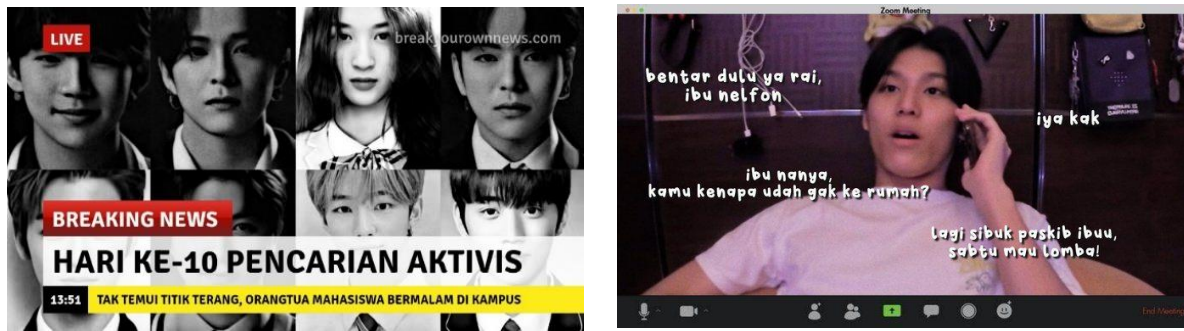 LIVE
breakyourownnews.com
BREAKING NEWS
HARI KE-10 PENCARIAN AKTIVIS
13:51 TAK TEMUI TITIK TERANG, ORANGTUA MAHASISWA BERMALAM DI KAMPUS
Zoom Meeting
bentar dulu ya rai,
ibu nelfon
iya kak
ibu nanya,
kamu kenapa udah gak ke rumah?
lagi sibuk paskib ibuu,
sabtu mau lomba!
End Meeting